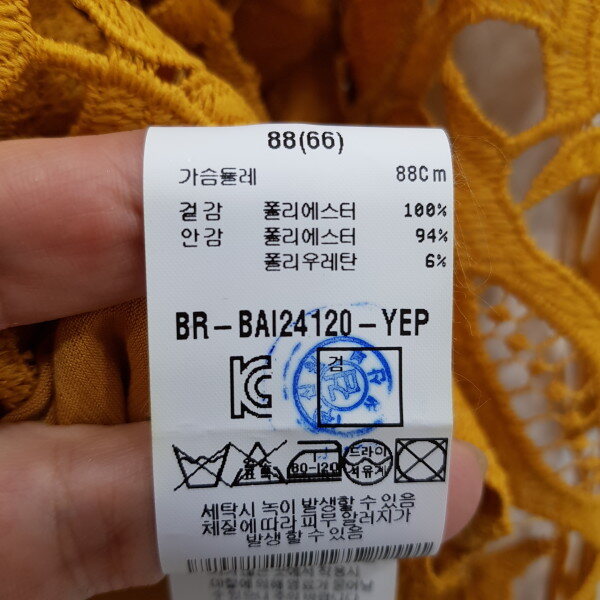 88(66)
가슴둘레 88Cm
겉감 폴리에스터 100%
안감 폴리에스터 94%
폴리우레탄 6%
BR-BAI24120-YEP
검
80-120
드라이
석유계
세탁시 녹이 발생할 수 있음
체질에 따라 피부 알러지가
발생할 수 있음